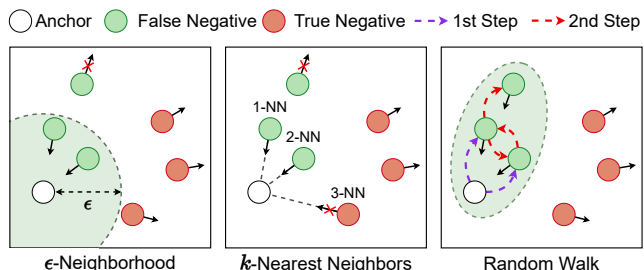 Anchor False Negative True Negative 1st Step 2nd Step
1-NN
2-NN
3-NN
ϵ
ϵ-Neighborhood k-Nearest Neighbors Random Walk